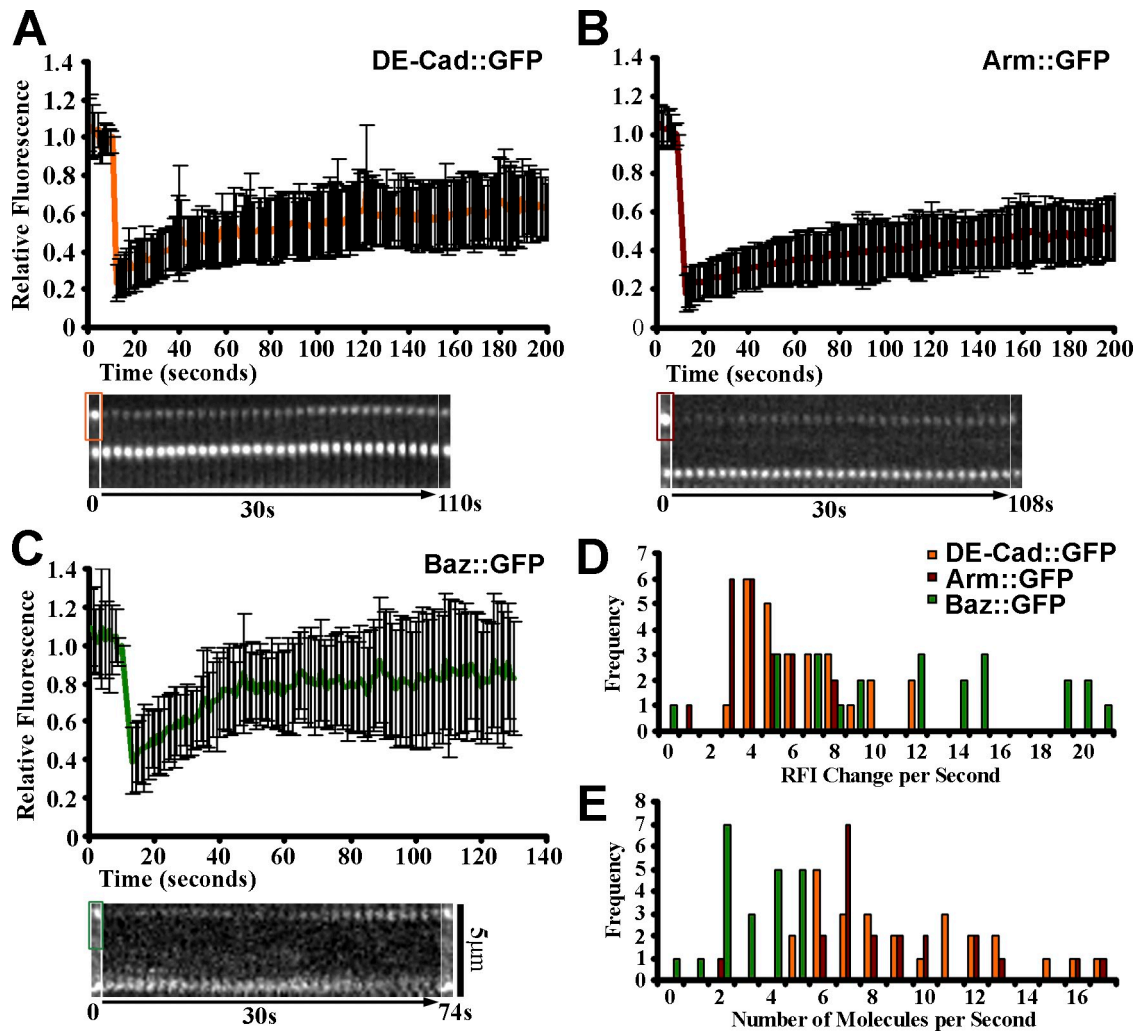 A
DE-Cad::GFP
1.4
1.2
1.0
0.8
0.6
0.4
0.2
0
Relative Fluorescence
0 20 40 60 80 100 120 140 160 180 200
Time (seconds)
0 30s 110s
B
Arm::GFP
1.4
1.2
1.0
0.8
0.6
0.4
0.2
0
0 20 40 60 80 100 120 140 160 180 200
Time (seconds)
0 30s 108s
C
Baz::GFP
1.4
1.2
1.0
0.8
0.6
0.4
0.2
0
Relative Fluorescence
0 20 40 60 80 100 120 140
Time (seconds)
5µm
0 30s 74s
D
DE-Cad::GFP
Arm::GFP
Baz::GFP
7
6
5
4
3
2
1
0
Frequency
0 2 4 6 8 10 12 14 16 18 20
RFI Change per Second
E
8
7
5
4
3
2
1
0
Frequency
0 2 4 6 8 10 12 14 16
Number of Molecules per Second